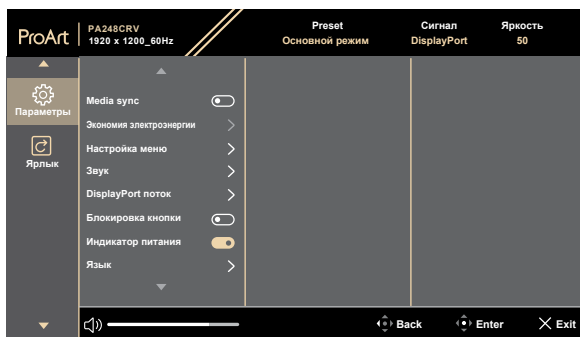 ProArt
PA248CRV
1920 x 1200_60Hz
Preset
Основной режим
Сигнал
DisplayPort
Яркость
50
Параметры
Ярлык
Media sync
Экономия электроэнергии
Настройка меню
Звук
DisplayPort поток
Блокировка кнопки
Индикатор питания
Язык
Back
Enter
Exit